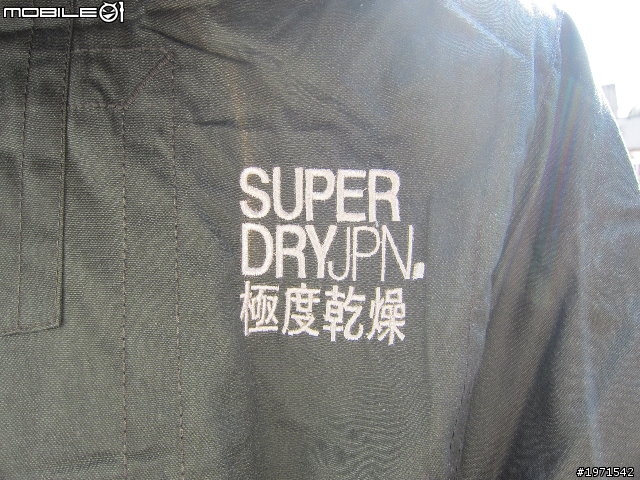 MOBILE01
SUPER
DRYJPN.
極度乾燥
#1971542